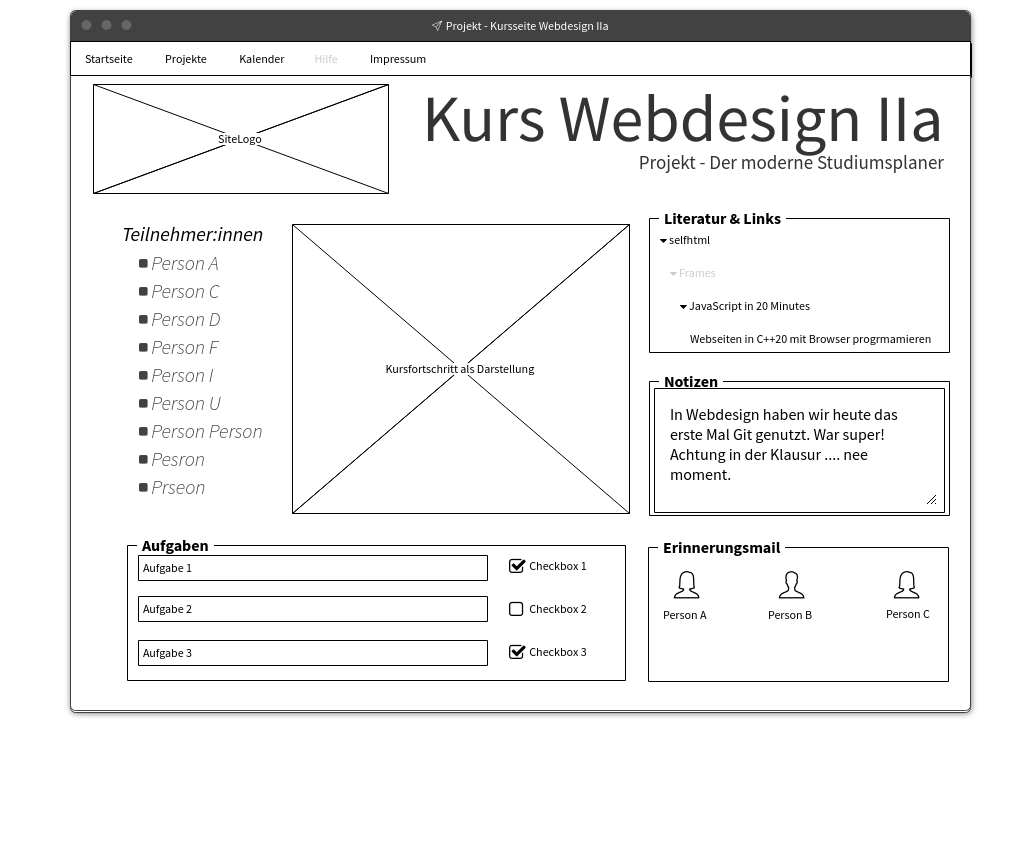 Projekt - Kursseite Webdesign IIa
Startseite Projekte Kalender Hilfe Impressum
SiteLogo
Kurs Webdesign IIa
Projekt - Der moderne Studiumsplaner
Teilnehmer:innen
Person A
Person C
Person D
Person F
Person I
Person U
Person Person
Pesron
Prseon
Kursfortschritt als Darstellung
Literatur & Links
selfhtml
Frames
JavaScript in 20 Minutes
Webseiten in C++20 mit Browser progrmamieren
Notizen
In Webdesign haben wir heute das
erste Mal Git genutzt. War super!
Achtung in der Klausur .... nee
moment.
Aufgaben
Aufgabe 1 Checkbox 1
Aufgabe 2 Checkbox 2
Aufgabe 3 Checkbox 3
Erinnerungsmail
Person A Person B Person C